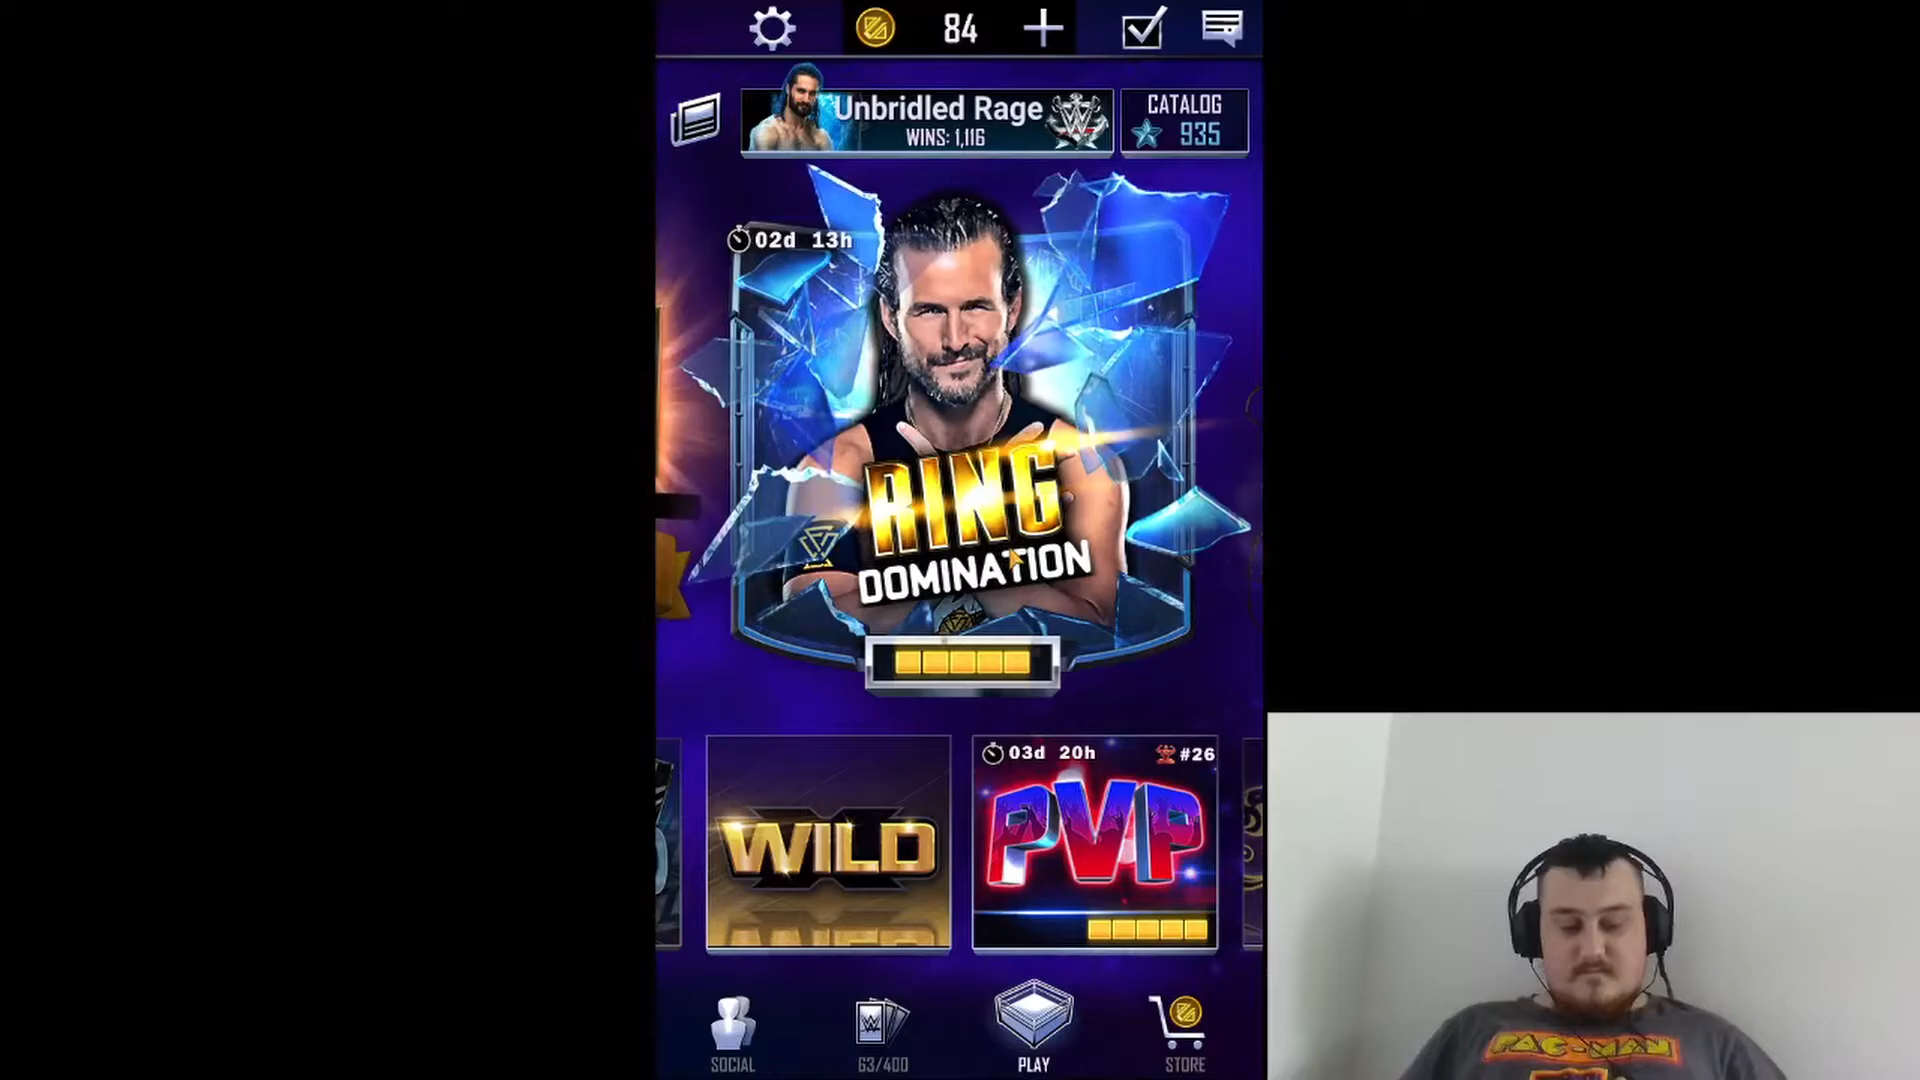 84
Unbridled Rage
WINS: 1,116
CATALOG
935
02d 13h
RING
DOMINATION
WILD
03d 20h
#26
PVP
SOCIAL
63/400
PLAY
STORE
PAC-MAN